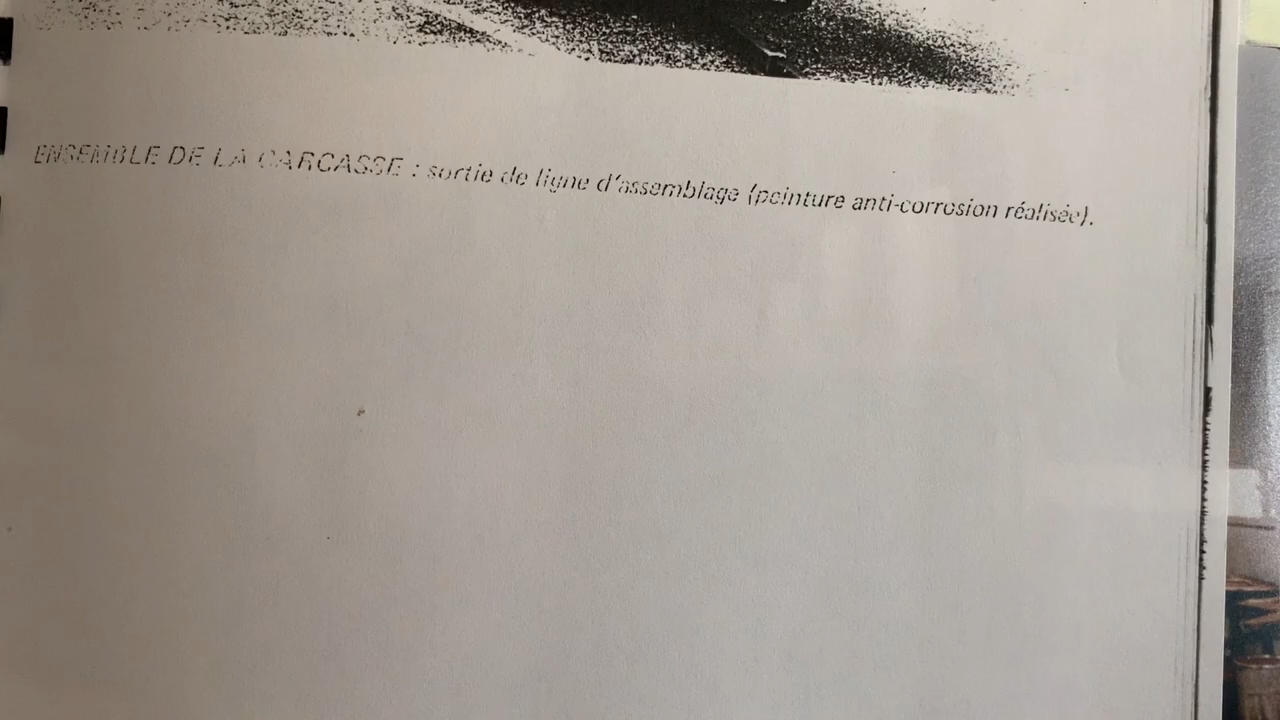 ENSEMBLE DE LA CARCASSE : sortie de ligne d'assemblage (peinture anti-corrosion réalisée).